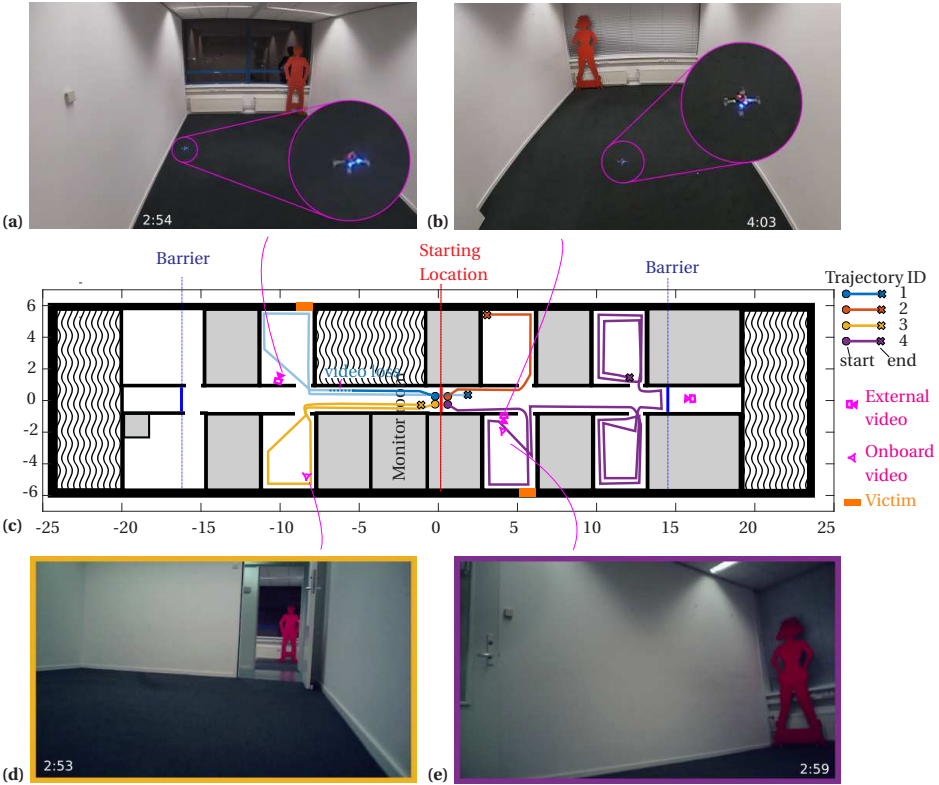 2:54
(a)
4:03
(b)
Starting
Location
Barrier
Barrier
Trajectory ID
1
2
3
4
start end
External
video
Onboard
video
Victim
video loss
Monitor room
6
4
2
0
-2
-4
-6
-25 -20 -15 -10 -5 0 5 10 15 20 25
(c)
2:53
(d)
2:59
(e)